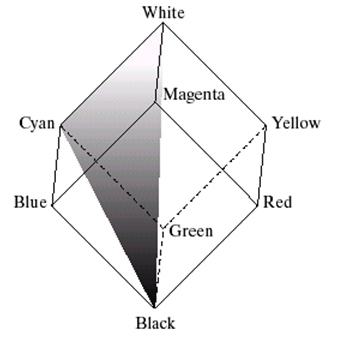 White
Magenta
Cyan
Yellow
Blue
Red
Green
Black